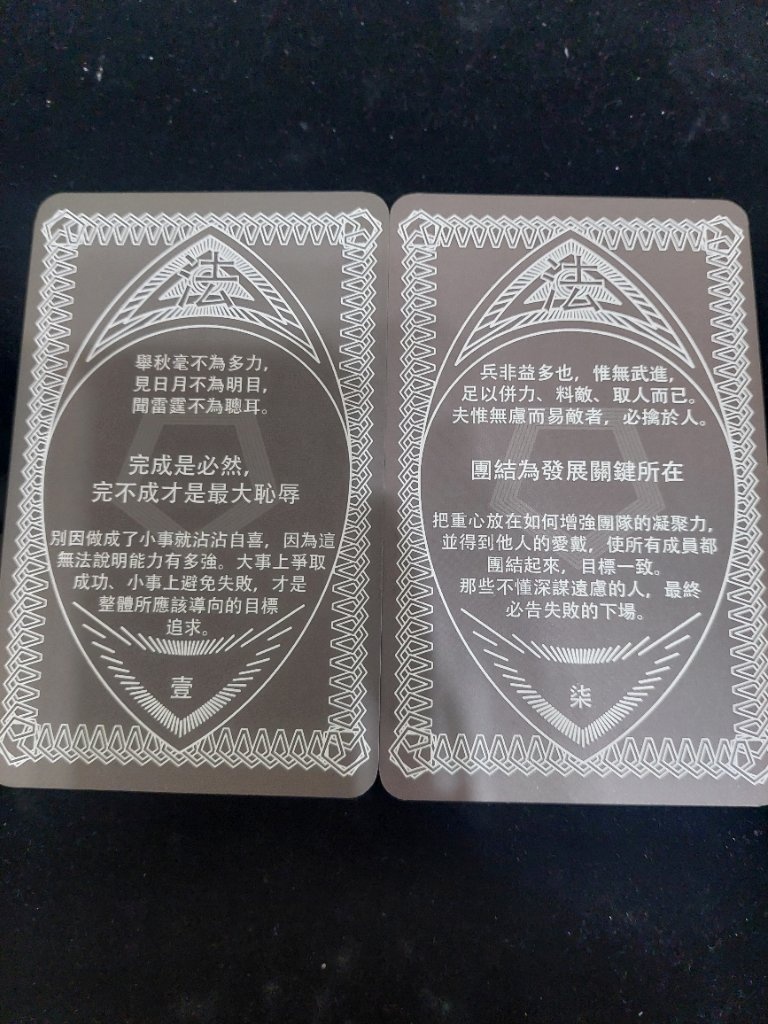 法
舉秋毫不為多力,
見日月不為明目,
聞雷霆不為聰耳。
完成是必然,
完不成才是最大恥辱
別因做成了小事就沾沾自喜, 因為這
無法說明能力有多強。大事上爭取
成功、小事上避免失敗, 才是
整體所應該導向的目標
追求。
壹
法
兵非益多也, 惟無武進,
足以併力、料敵、取人而已。
夫惟無慮而易敵者, 必擒於人。
團結為發展關鍵所在
把重心放在如何增強團隊的凝聚力,
並得到他人的愛戴, 使所有成員都
團結起來, 目標一致。
那些不懂深謀遠慮的人, 最終
必告失敗的下場。
柒